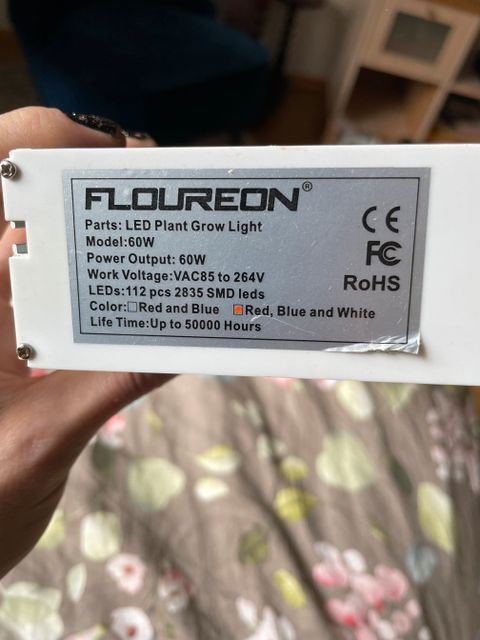 FLOUREON®
Parts: LED Plant Grow Light
Model:60W
Power Output: 60W
Work Voltage:VAC85 to 264V
LEDs:112 pcs 2835 SMD leds
Color:☐Red and Blue ☒Red, Blue and White
Life Time:Up to 50000 Hours
CE
FC
RoHS